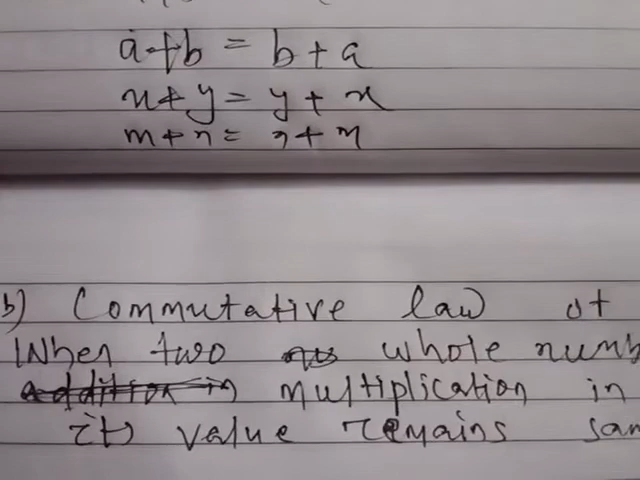 a+b = b+a
x+y = y+x
m+n = n+m
b) Commutative law of
When two whole numb
addition in multiplication in
its value remains sam